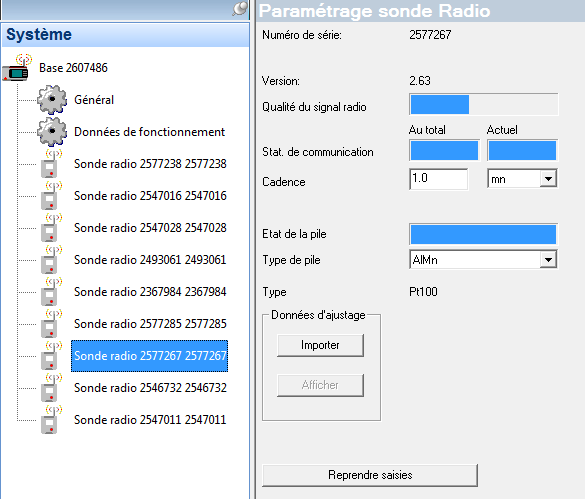 Système
Base 2607486
Général
Données de fonctionnement
Sonde radio 2577238 2577238
Sonde radio 2547016 2547016
Sonde radio 2547028 2547028
Sonde radio 2493061 2493061
Sonde radio 2367984 2367984
Sonde radio 2577285 2577285
Sonde radio 2577267 2577267
Sonde radio 2546732 2546732
Sonde radio 2547011 2547011
Paramétrage sonde Radio
Numéro de série: 2577267
Version: 2.63
Qualité du signal radio
Au total Actuel
Stat. de communication
Cadence 1.0 mn
Etat de la pile
Type de pile AlMn
Type Pt100
Données d'ajustage
Importer
Afficher
Reprendre saisies